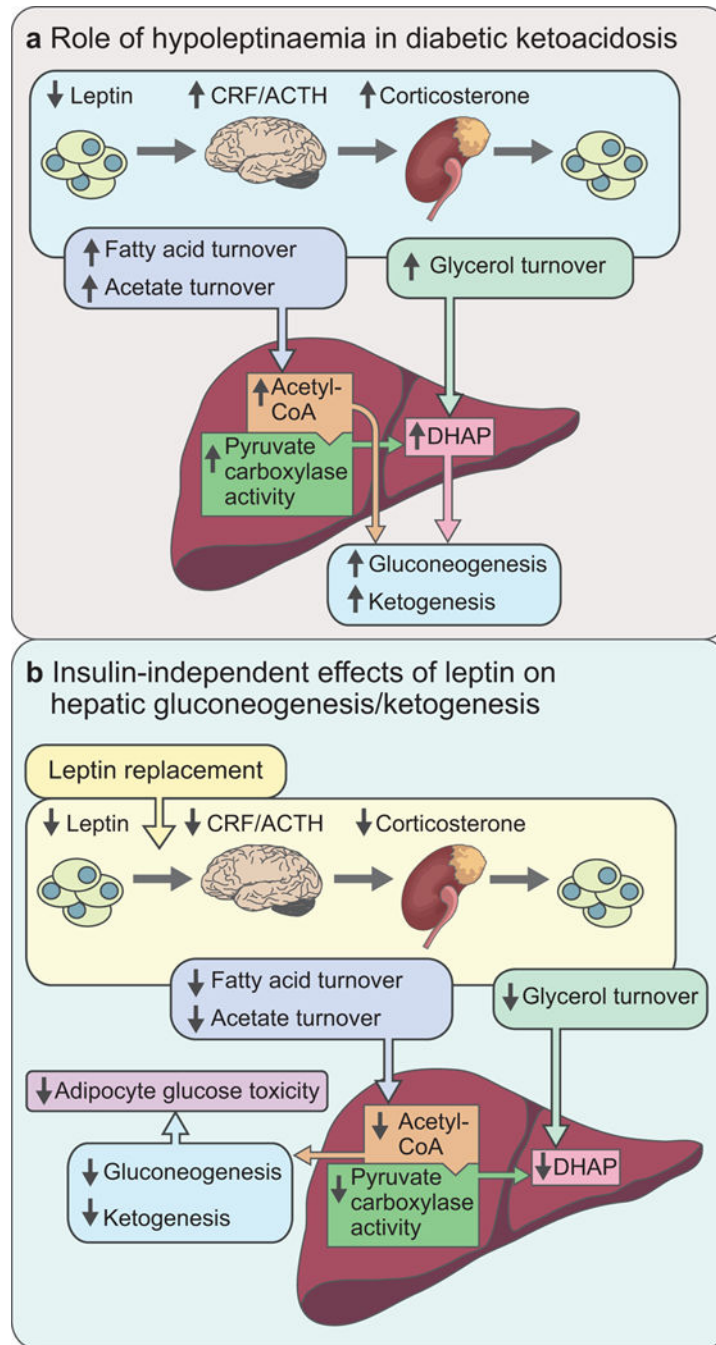 a Role of hypoleptinaemia in diabetic ketoacidosis
Leptin
CRF/ACTH
Corticosterone
Fatty acid turnover
Acetate turnover
Glycerol turnover
Acetyl-
CoA
Pyruvate
carboxylase
activity
DHAP
Gluconeogenesis
Ketogenesis
b Insulin-independent effects of leptin on
hepatic gluconeogenesis/ketogenesis
Leptin replacement
Leptin
CRF/ACTH
Corticosterone
Fatty acid turnover
Acetate turnover
Glycerol turnover
Adipocyte glucose toxicity
Acetyl-
CoA
Gluconeogenesis
Ketogenesis
Pyruvate
carboxylase
activity
DHAP